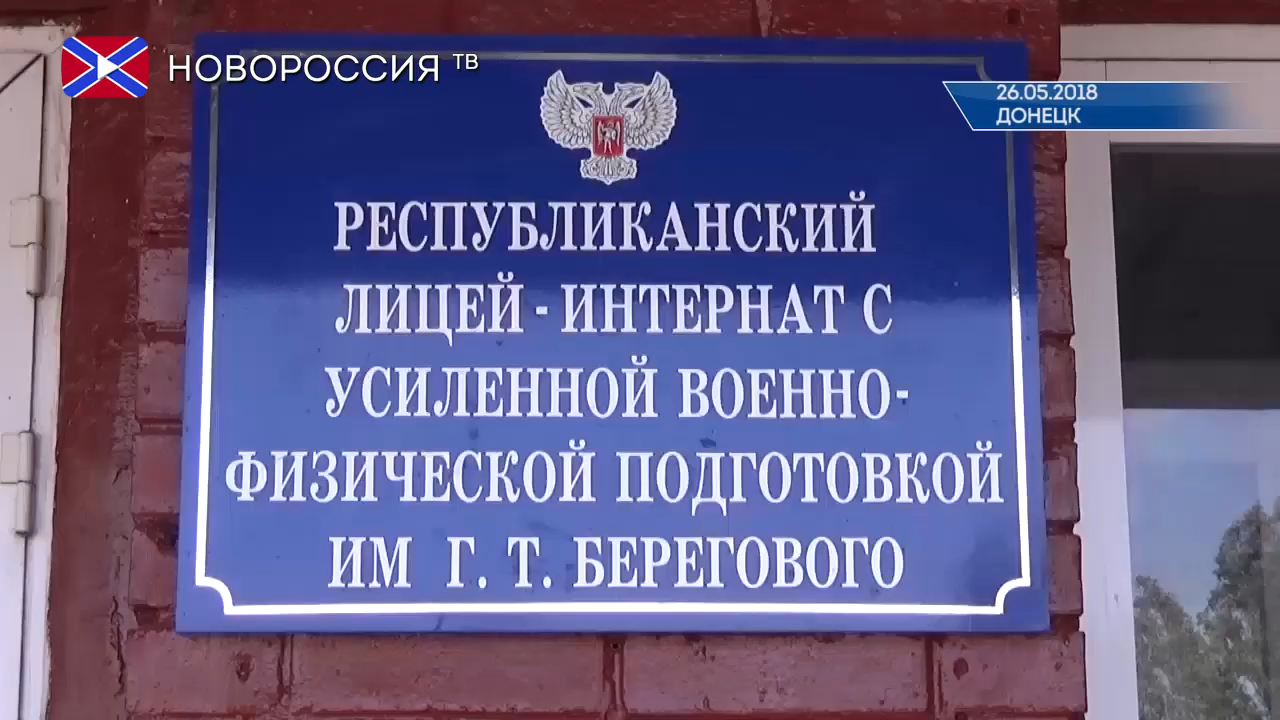 НОВОРОССИЯ ТВ
26.05.2018
ДОНЕЦК
РЕСПУБЛИКАНСКИЙ
ЛИЦЕЙ - ИНТЕРНАТ С
УСИЛЕННОЙ ВОЕННО-
ФИЗИЧЕСКОЙ ПОДГОТОВКОЙ
ИМ Г. Т. БЕРЕГОВОГО